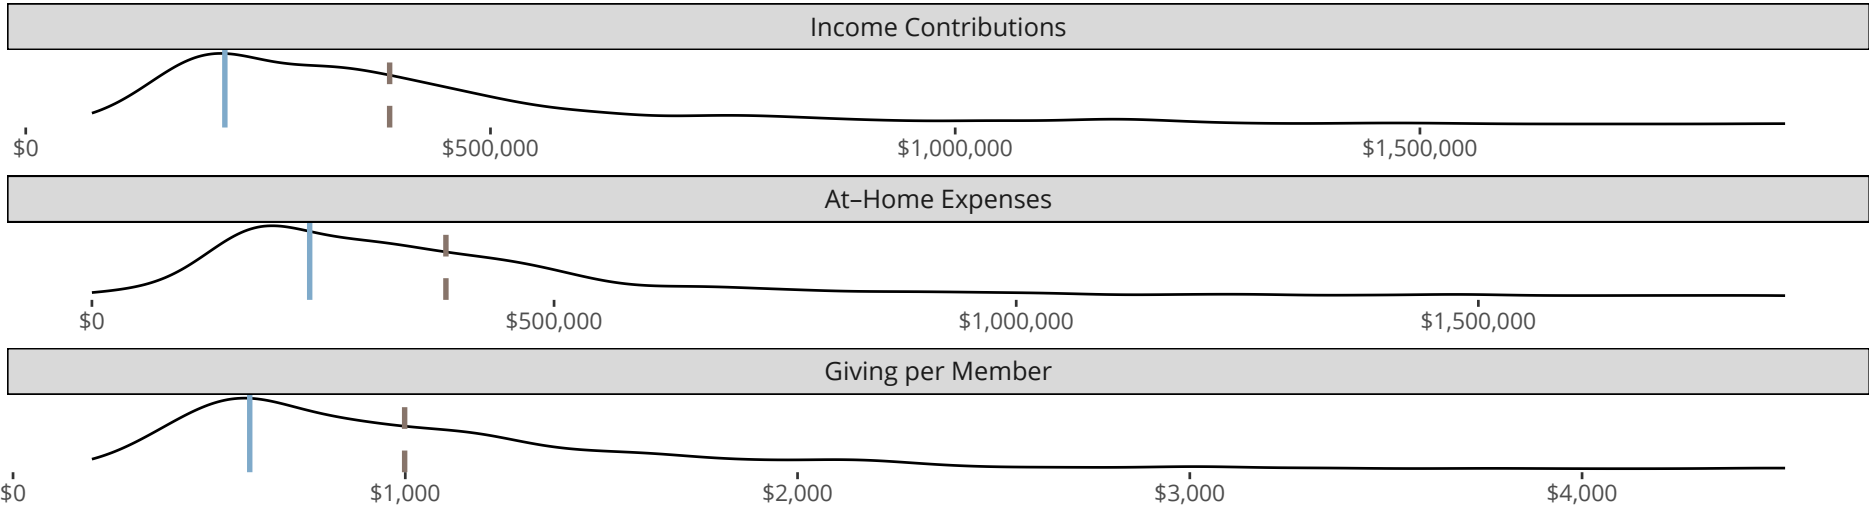 Income Contributions
$0 $500,000 $1,000,000 $1,500,000
At–Home Expenses
$0 $500,000 $1,000,000 $1,500,000
Giving per Member
$0 $1,000 $2,000 $3,000 $4,000